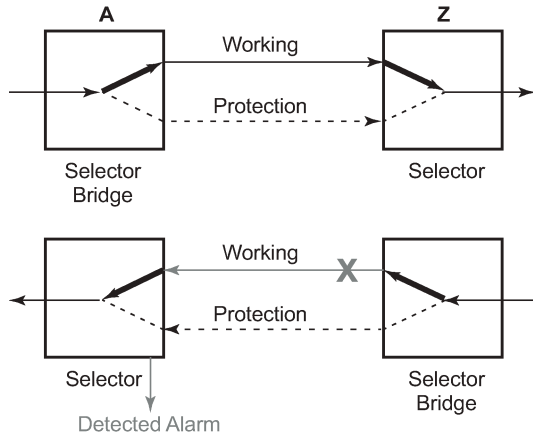 A
Z
Working
Protection
Selector
Bridge
Selector
Working
X
Protection
Selector
Selector
Bridge
Detected Alarm